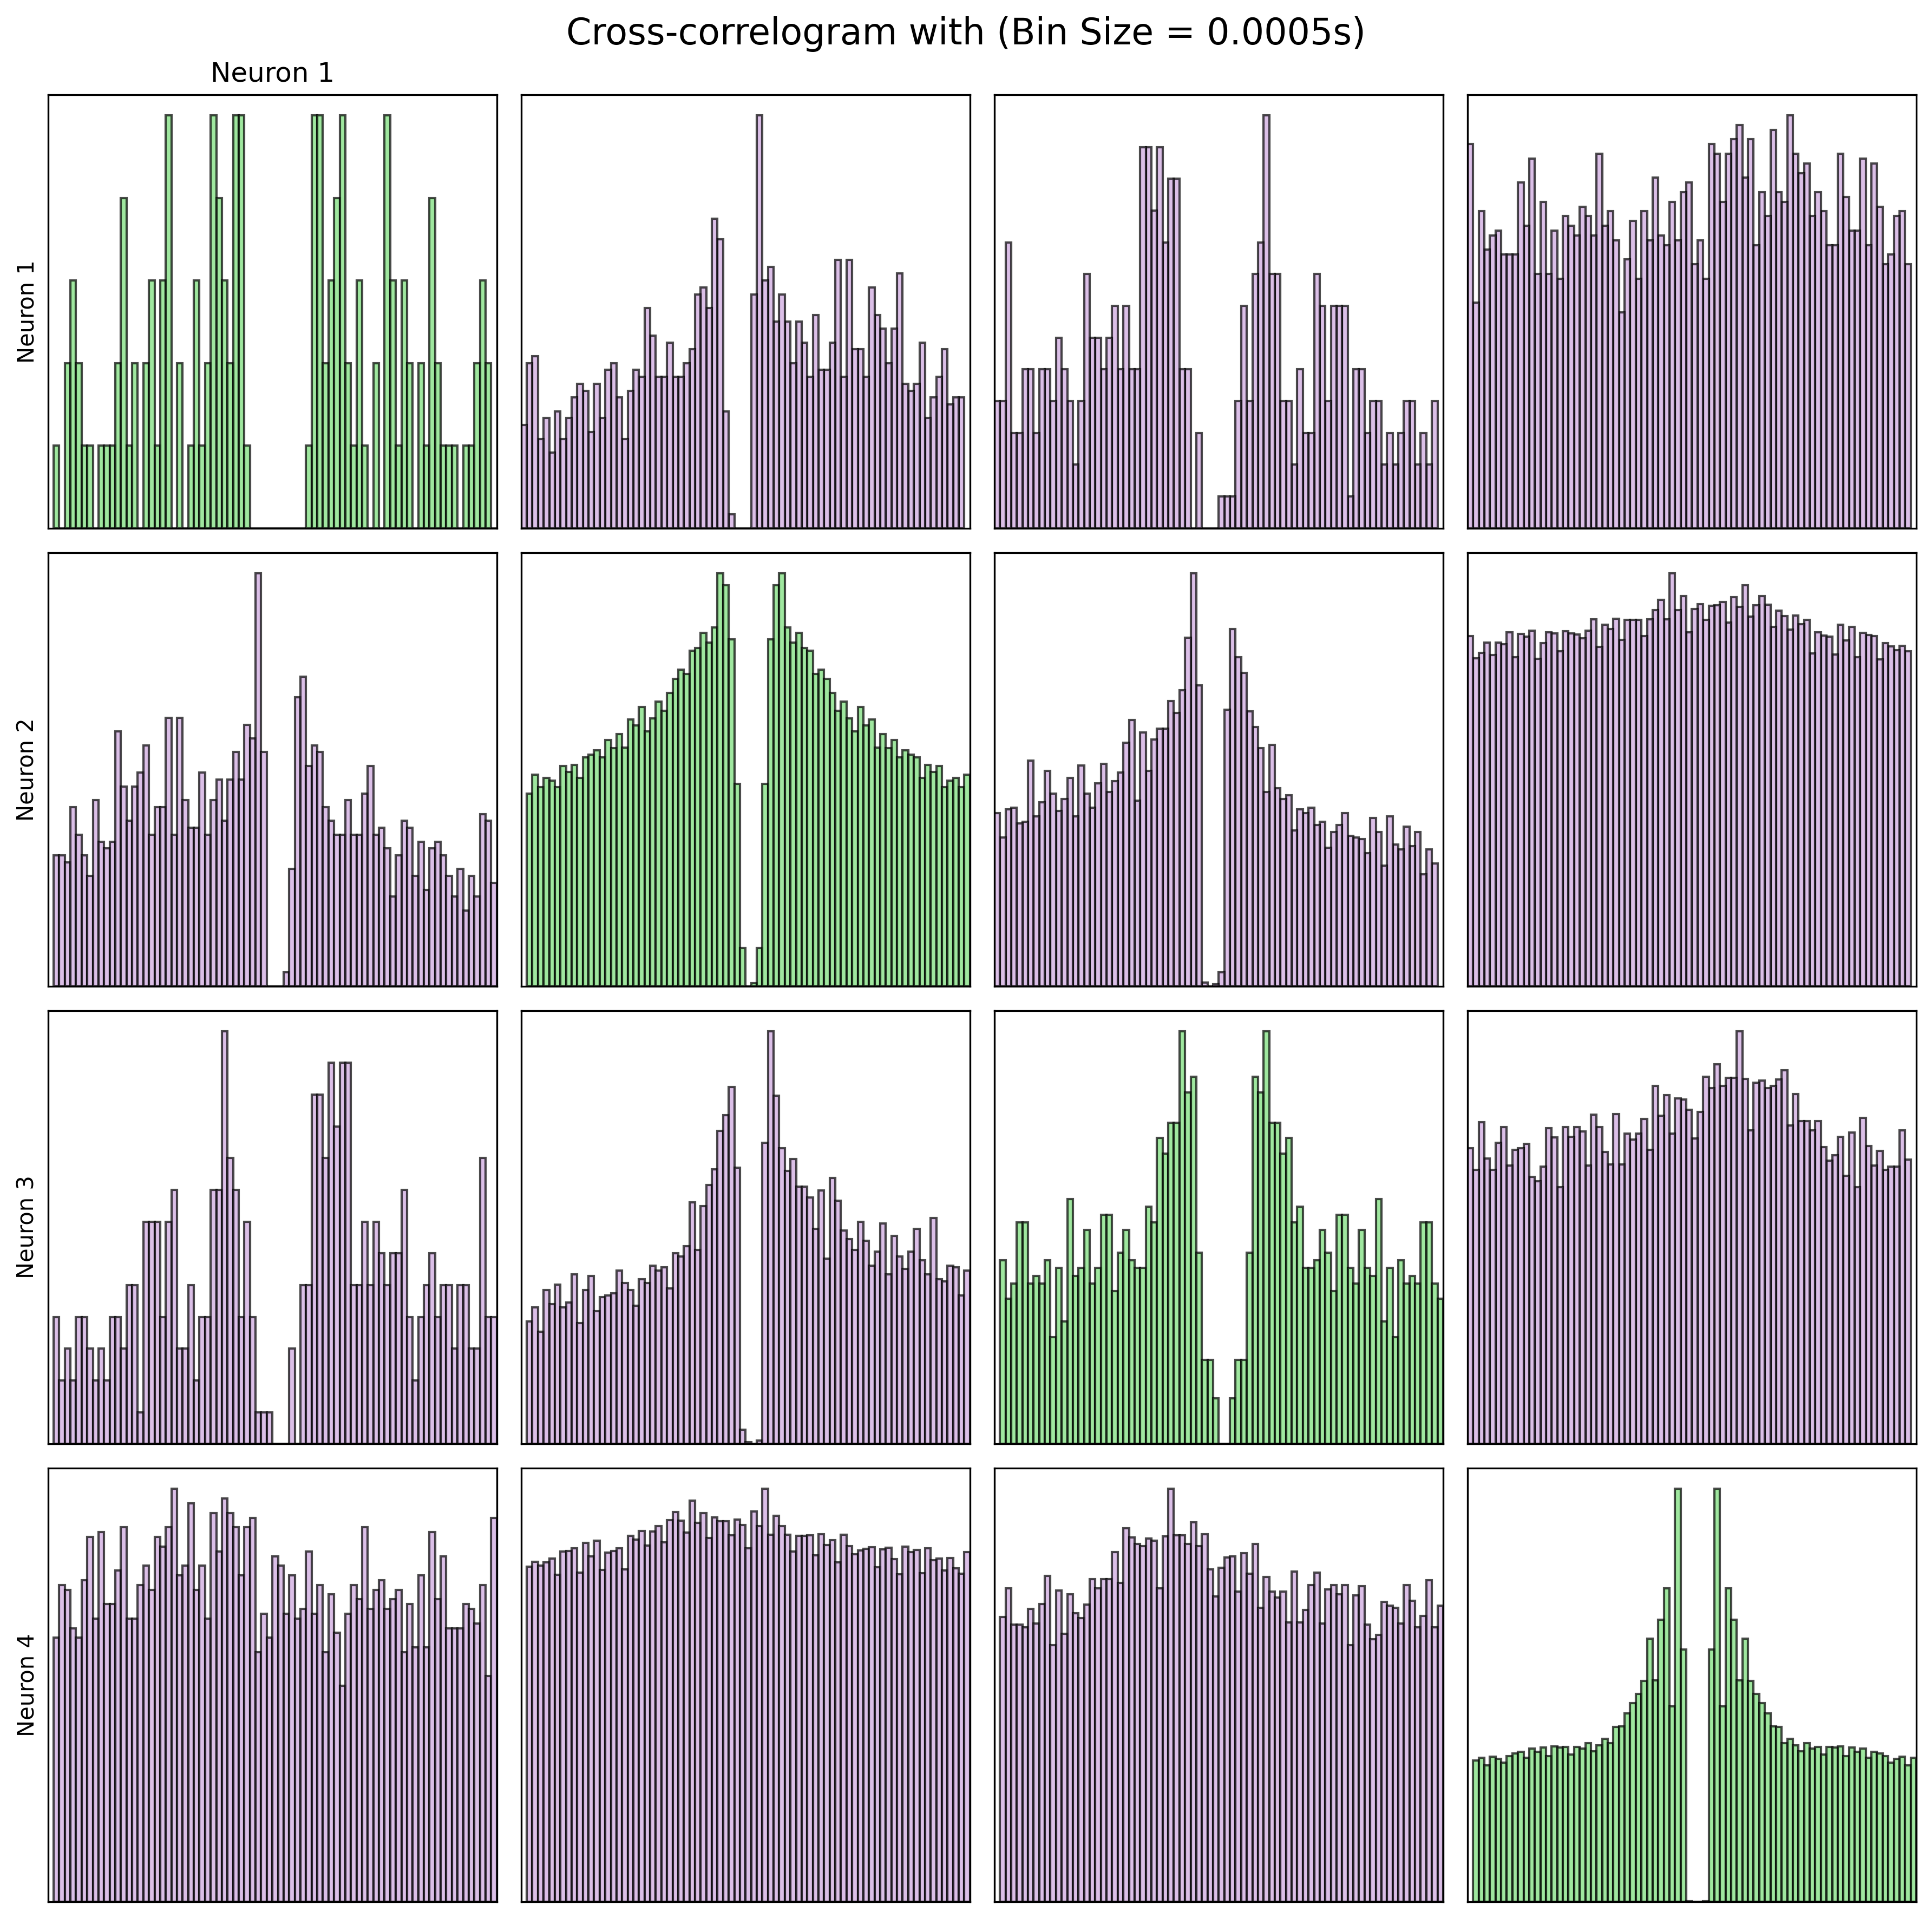 Cross-correlogram with (Bin Size = 0.0005s)
Neuron 1
Neuron 1
Neuron 2
Neuron 3
Neuron 4